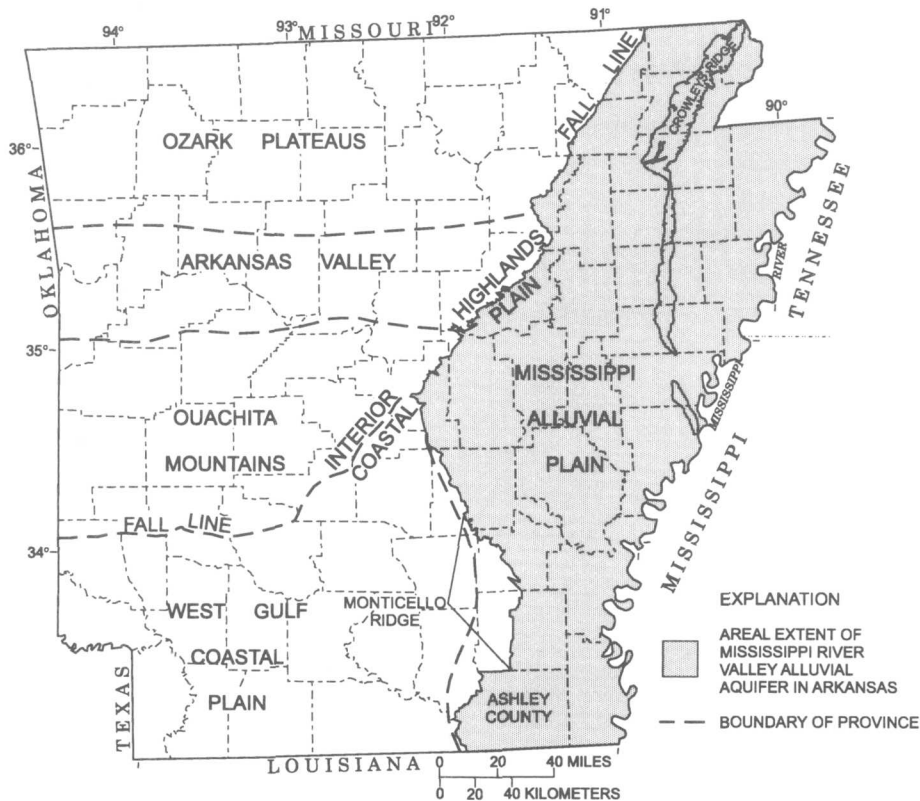 94°
93°
MISSOURI
92°
91°
90°
36°
35°
34°
OKLAHOMA
TEXAS
LOUISIANA
TENNESSEE
MISSISSIPPI
MISSISSIPPI
RIVER
FALL LINE
CROWLEYS RIDGE
OZARK PLATEAUS
ARKANSAS VALLEY
HIGHLANDS
PLAIN
INTERIOR
COASTAL
OUACHITA
MOUNTAINS
MISSISSIPPI
ALLUVIAL
PLAIN
FALL LINE
WEST GULF
COASTAL
PLAIN
MONTICELLO
RIDGE
ASHLEY
COUNTY
EXPLANATION
AREAL EXTENT OF
MISSISSIPPI RIVER
VALLEY ALLUVIAL
AQUIFER IN ARKANSAS
BOUNDARY OF PROVINCE
0 20 40 MILES
0 20 40 KILOMETERS